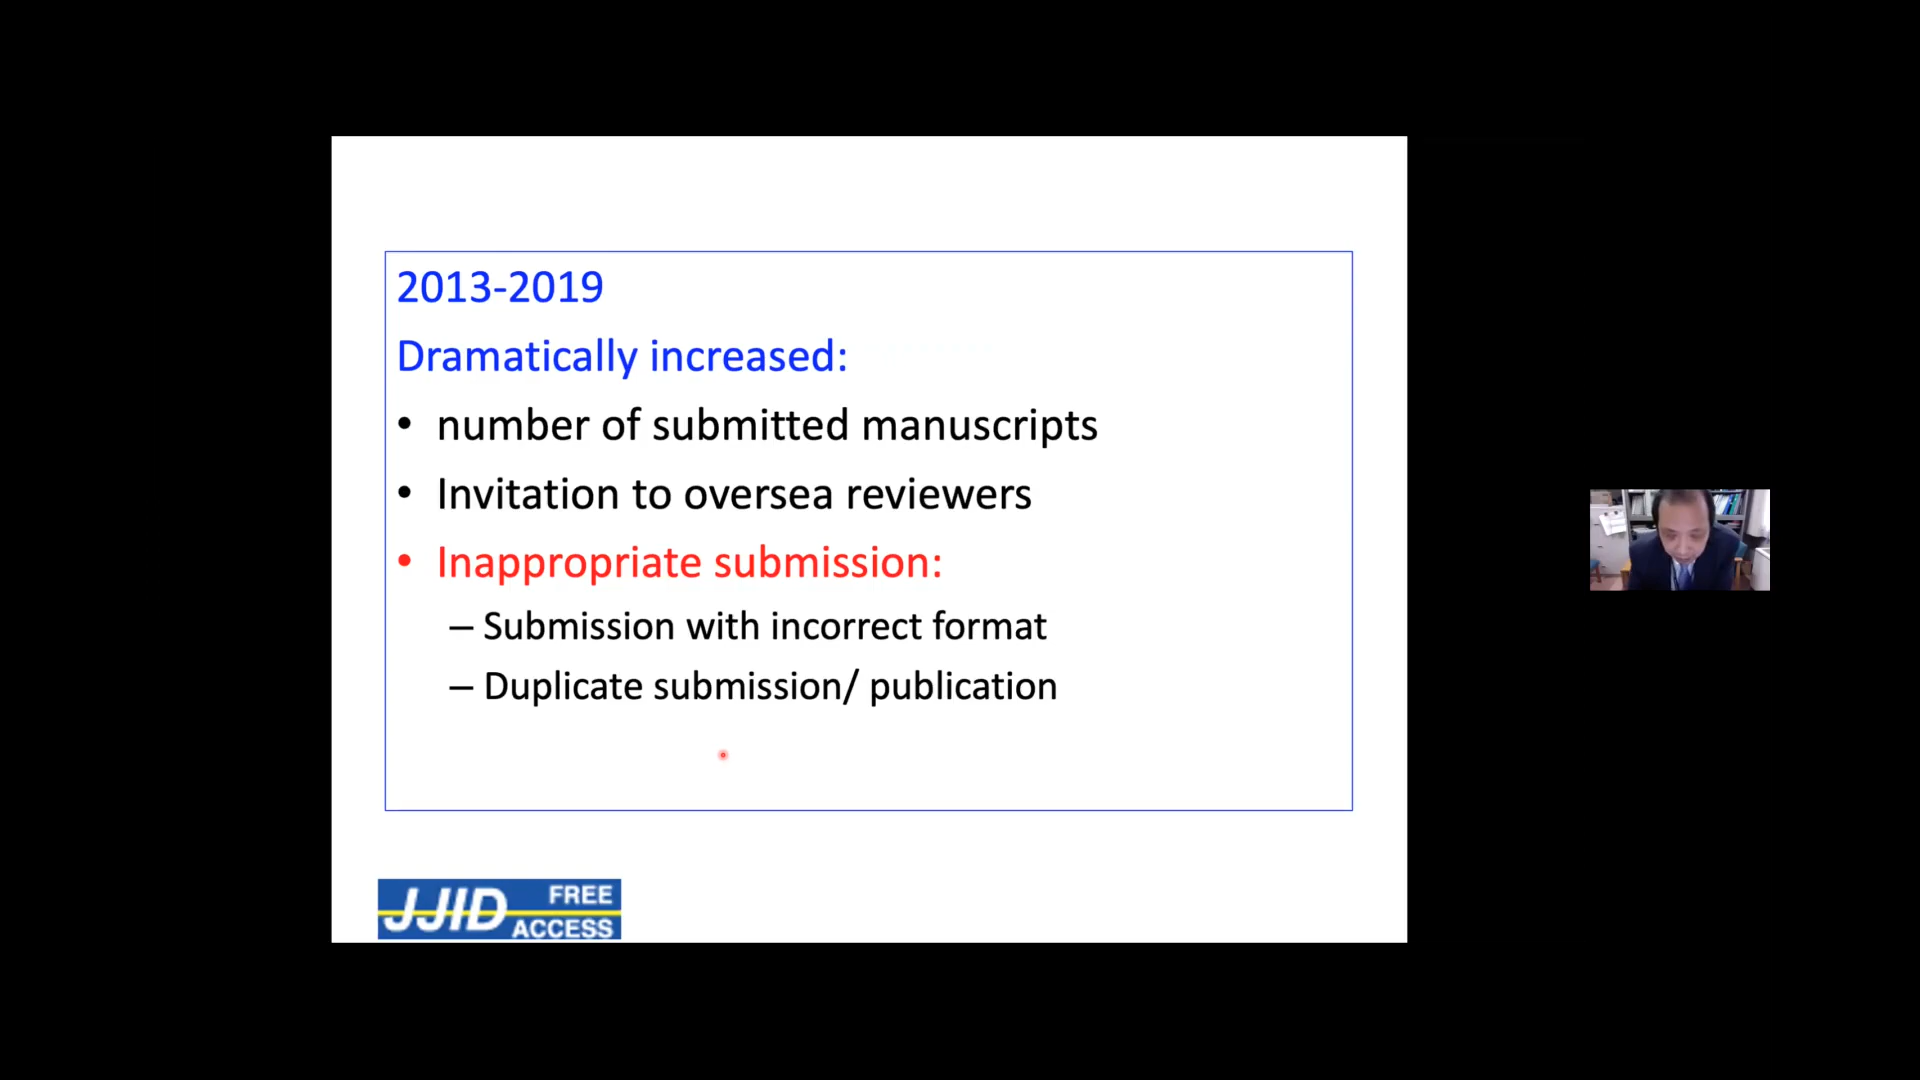 2013-2019
Dramatically increased:
• number of submitted manuscripts
• Invitation to oversea reviewers
• Inappropriate submission:
– Submission with incorrect format
– Duplicate submission/ publication
JJID FREE ACCESS